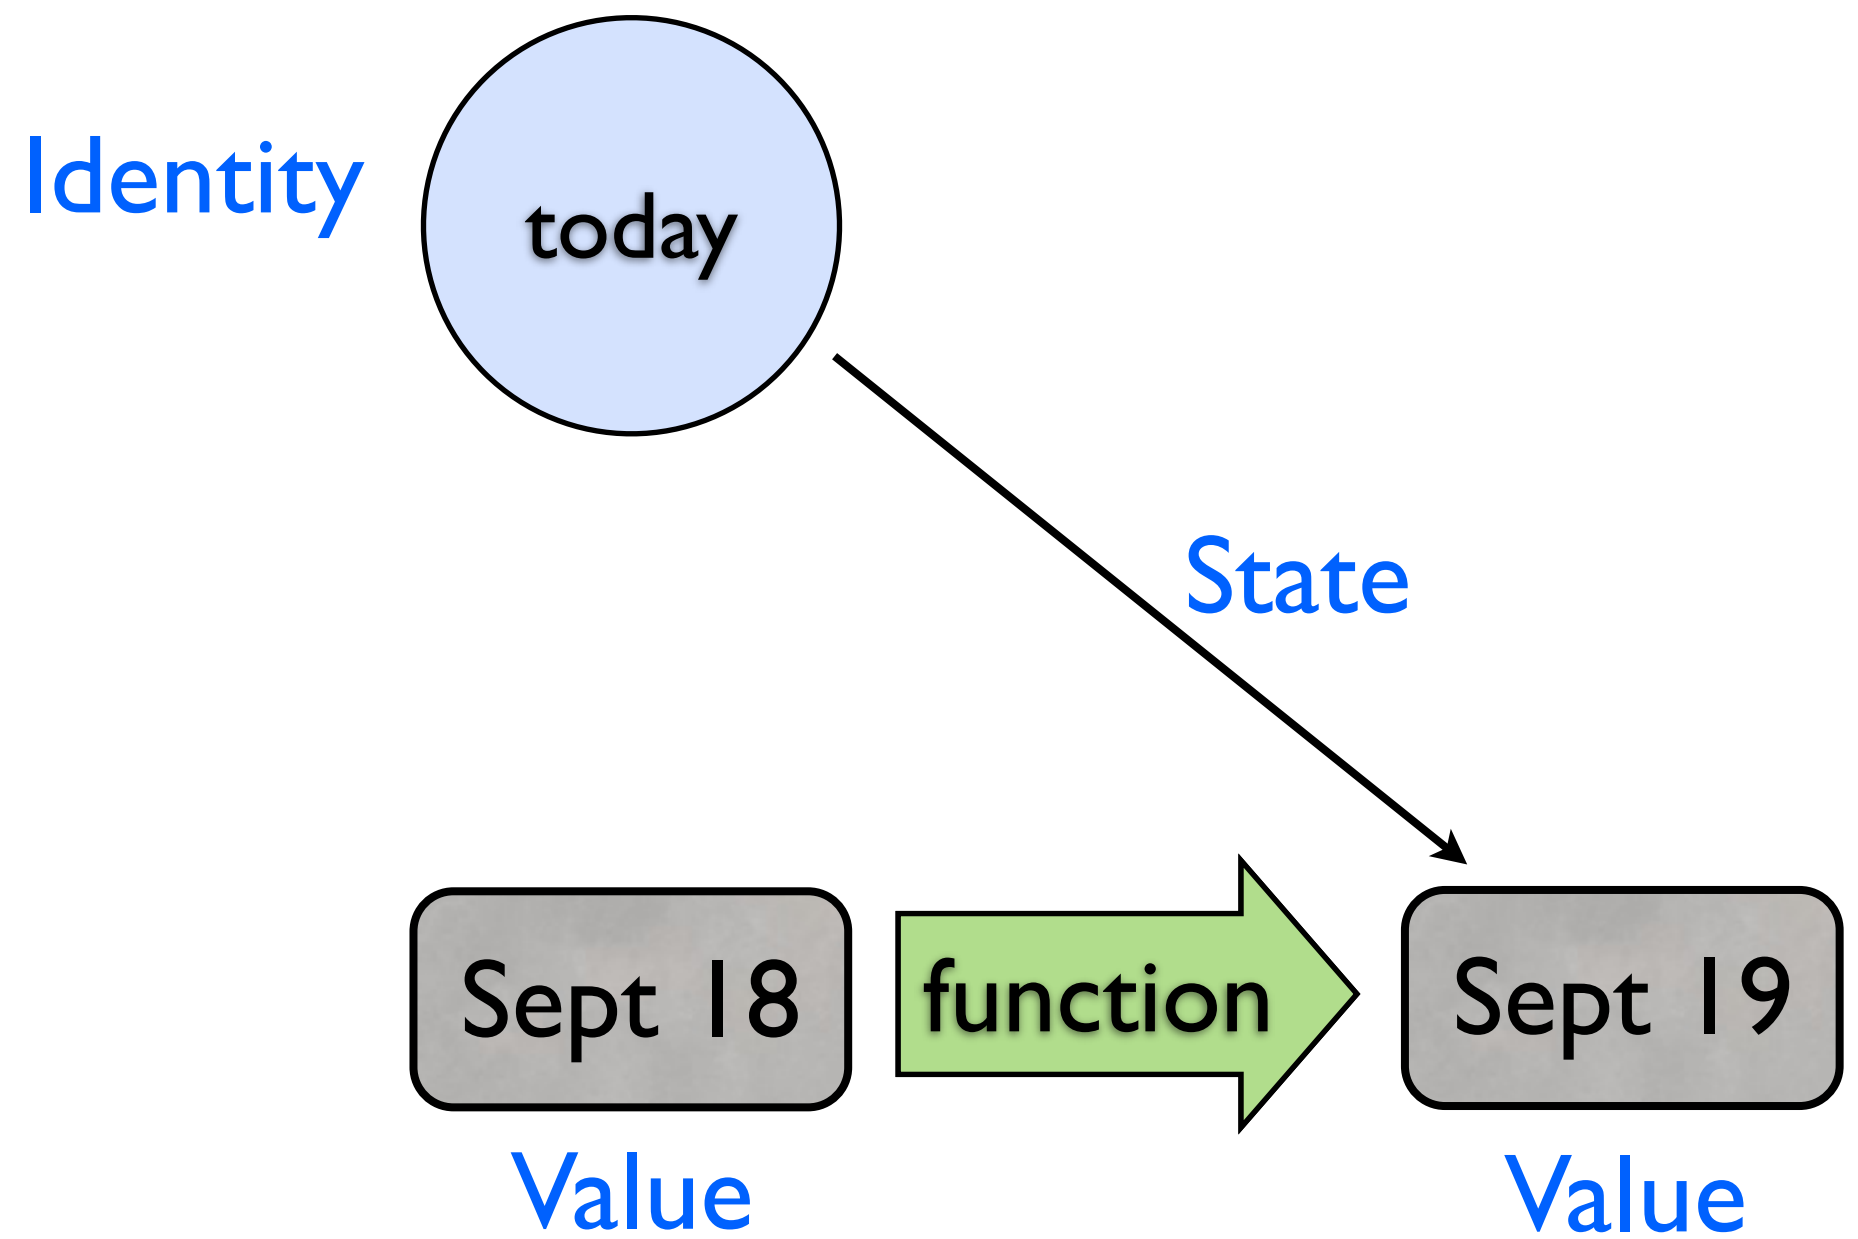 Identity
today
State
Sept 18
function
Sept 19
Value
Value